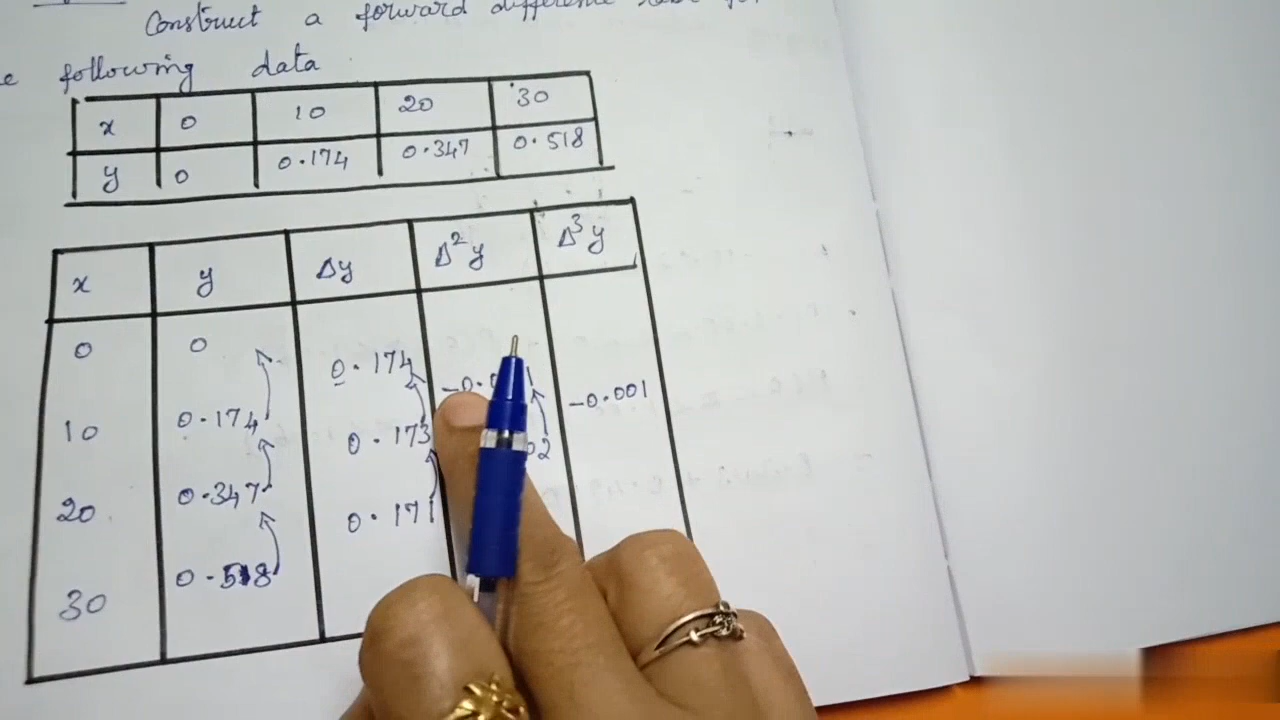 Construct a forward difference
following data
x 0 10 20 30
y 0 0.174 0.347 0.518
x y Δy Δ²y Δ³y
0 0
0.174
10 0.174 -0.001
0.173
20 0.347
0.171
30 0.518